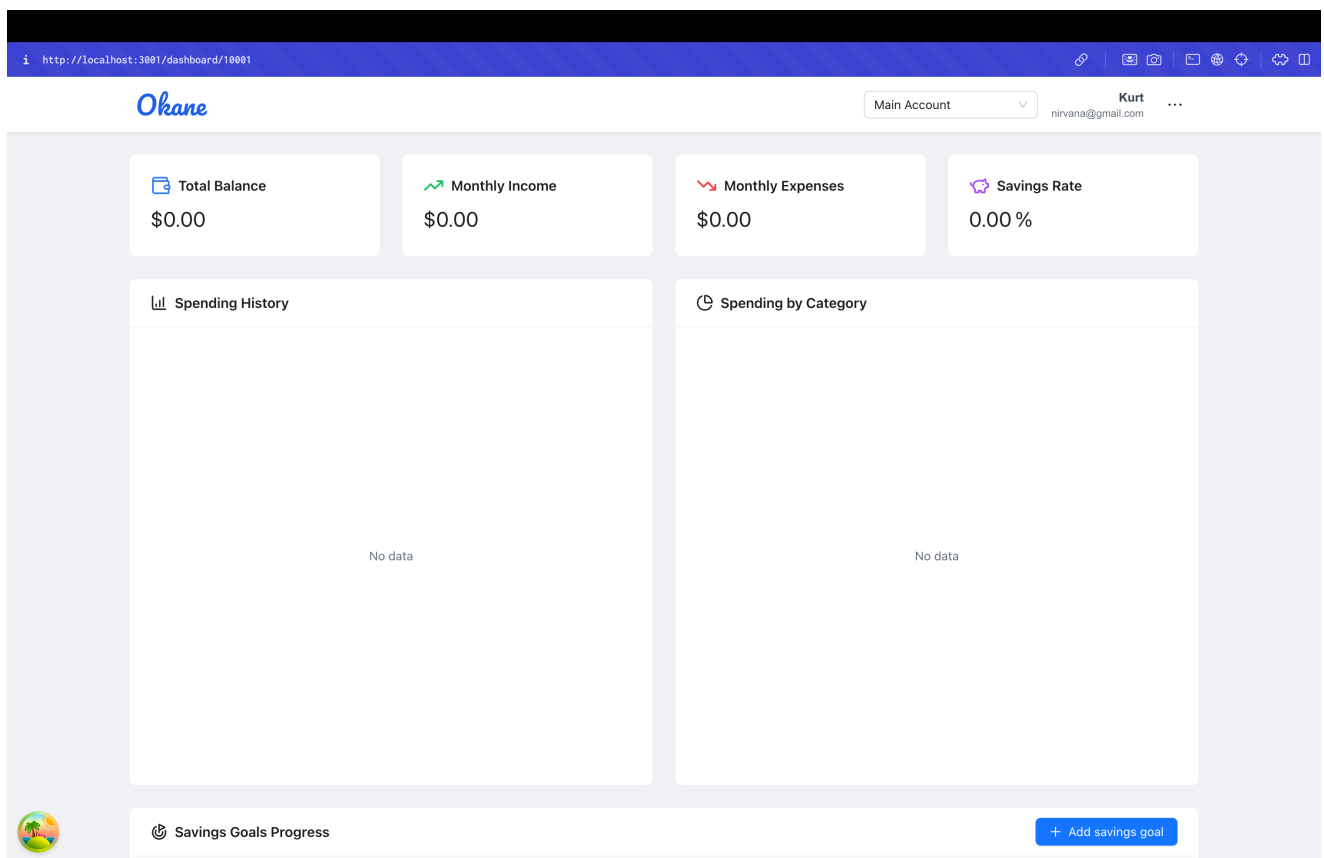 http://localhost:3001/dashboard/10001
Okane
Main Account
Kurt
nirvana@gmail.com
Total Balance
$0.00
Monthly Income
$0.00
Monthly Expenses
$0.00
Savings Rate
0.00 %
Spending History
Spending by Category
No data
No data
Savings Goals Progress
+ Add savings goal